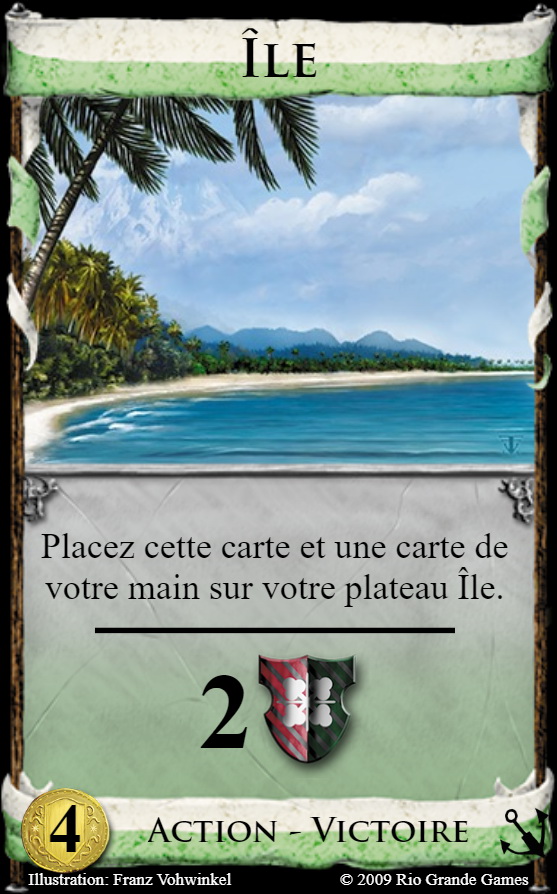 Île
Placez cette carte et une carte de
votre main sur votre plateau Île.
2
4
Action - Victoire
Illustration: Franz Vohwinkel
© 2009 Rio Grande Games